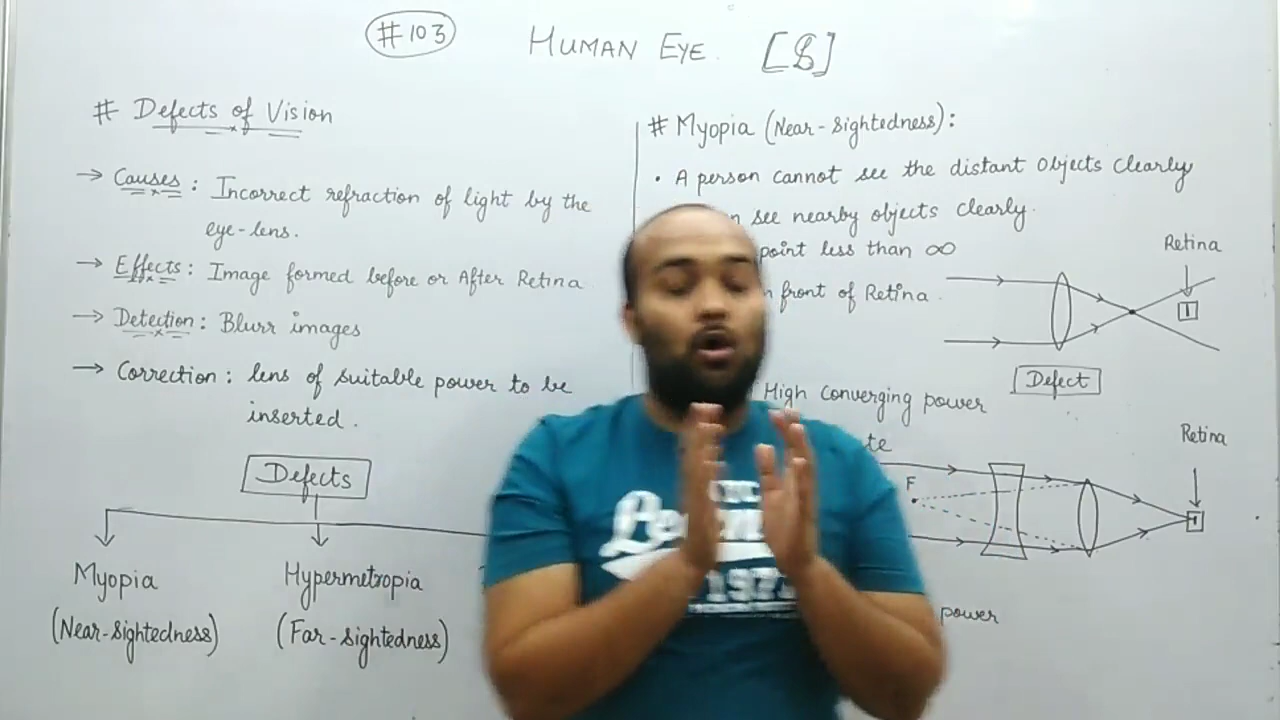 #103
HUMAN EYE. [8]
# Defects of Vision
→ Causes : Incorrect refraction of light by the
eye-lens.
→ Effects : Image formed before or After Retina
→ Detection : Blurr images
→ Correction : lens of suitable power to be
inserted.
Defects
Myopia
(Near-Sightedness)
Hypermetropia
(Far-Sightedness)
# Myopia (Near-Sightedness) :
• A person cannot see the distant objects clearly
see nearby objects clearly.
point less than ∞
front of Retina.
Retina
Defect
High converging power
Retina
F
power
1977